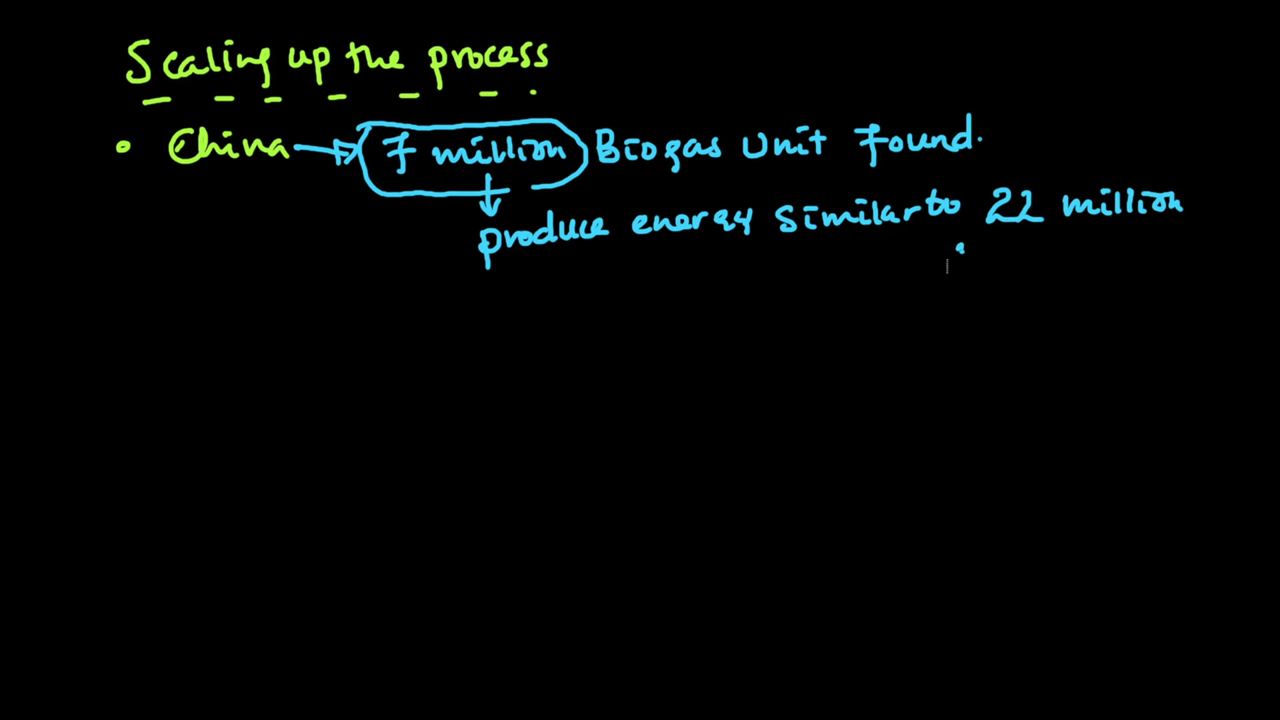 Scaling up the process
• China → 7 million Biogas Unit Found.
produce energy similar to 22 million